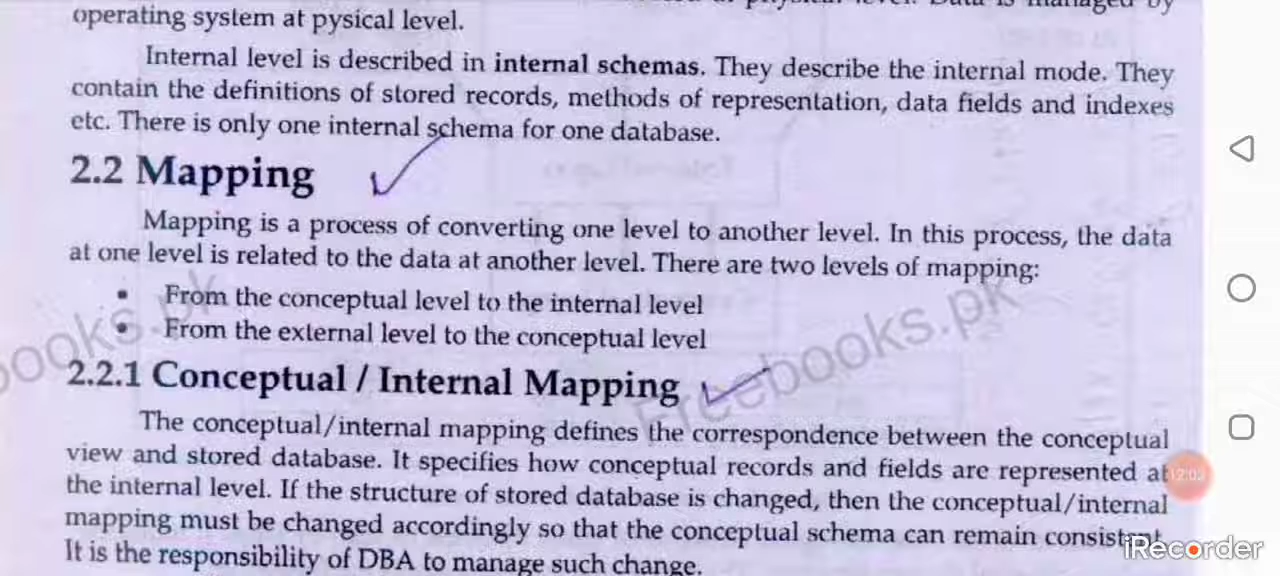 operating system at pysical level.
Internal level is described in internal schemas. They describe the internal mode. They
contain the definitions of stored records, methods of representation, data fields and indexes
etc. There is only one internal schema for one database.
2.2 Mapping
Mapping is a process of converting one level to another level. In this process, the data
at one level is related to the data at another level. There are two levels of mapping:
• From the conceptual level to the internal level
• From the external level to the conceptual level
2.2.1 Conceptual / Internal Mapping
The conceptual/internal mapping defines the correspondence between the conceptual
view and stored database. It specifies how conceptual records and fields are represented at
the internal level. If the structure of stored database is changed, then the conceptual/internal
mapping must be changed accordingly so that the conceptual schema can remain consistent.
It is the responsibility of DBA to manage such change.
Freebooks.pk
12:03
iRecorder